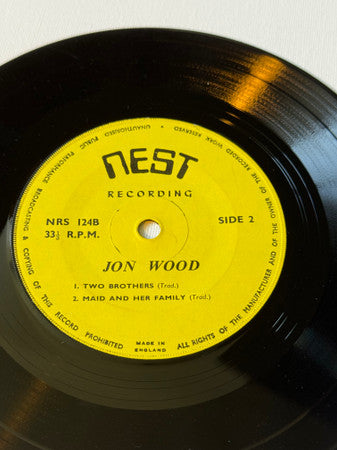 nest
RECORDING
NRS 124B
33⅓ R.P.M.
SIDE 2
JON WOOD
1. TWO BROTHERS (Trad.)
2. MAID AND HER FAMILY (Trad.)
MADE IN
ENGLAND
ALL RIGHTS OF THE MANUFACTURER AND OF THE OWNER OF THE RECORDED WORK RESERVED • UNAUTHORISED PUBLIC PERFORMANCE BROADCASTING & COPYING OF THIS RECORD PROHIBITED